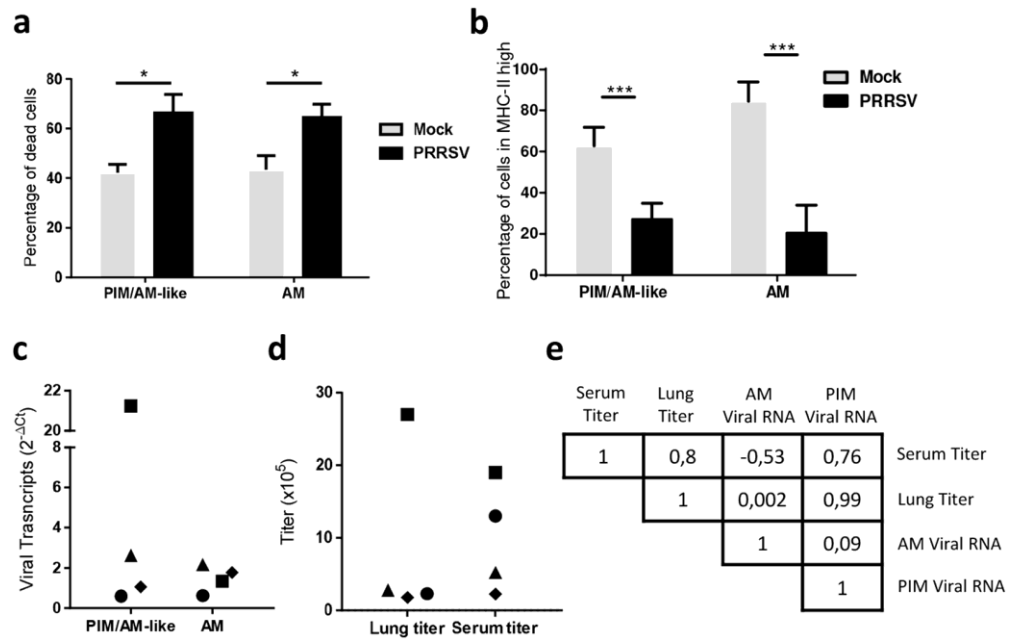 a
Percentage of dead cells
80
60
40
20
0
*
*
PIM/AM-like
AM
Mock
PRRSV
b
Percentage of cells in MHC-II high
100
80
60
40
20
0
***
***
PIM/AM-like
AM
Mock
PRRSV
c
Viral Trasncripts (2-ΔCt)
22
20
8
6
4
2
0
PIM/AM-like
AM
d
Titer (x105)
30
20
10
0
Lung titer Serum titer
e
Serum Titer
Lung Titer
AM Viral RNA
PIM Viral RNA
1 0,8 -0,53 0,76 Serum Titer
1 0,002 0,99 Lung Titer
1 0,09 AM Viral RNA
1 PIM Viral RNA